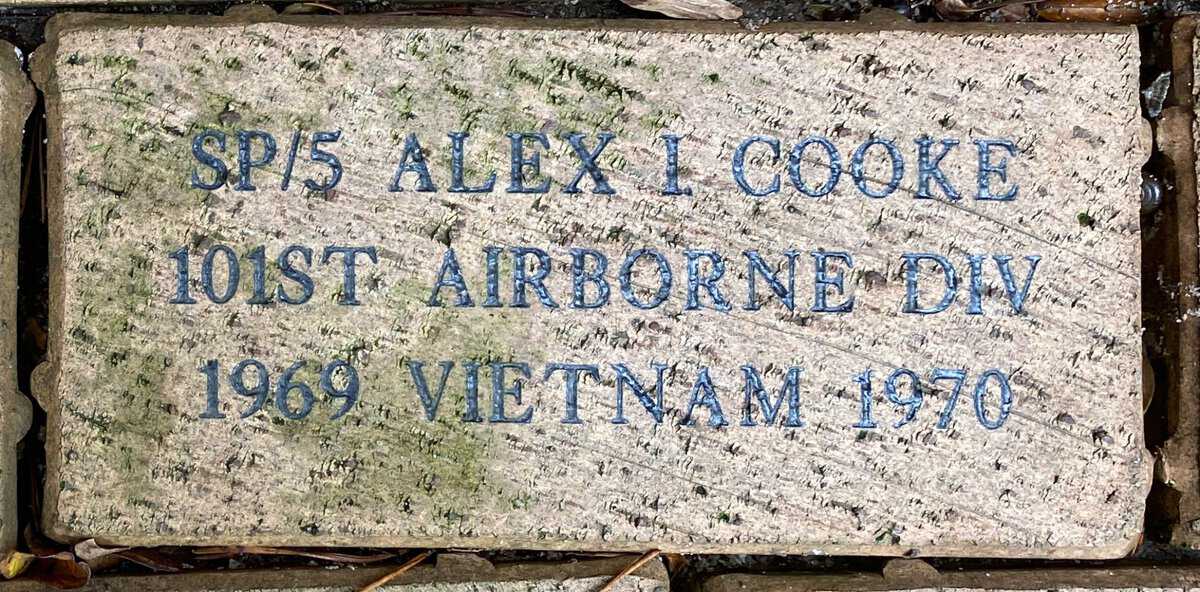 SP/5 ALEX I. COOKE
101ST AIRBORNE DIV
1969 VIETNAM 1970